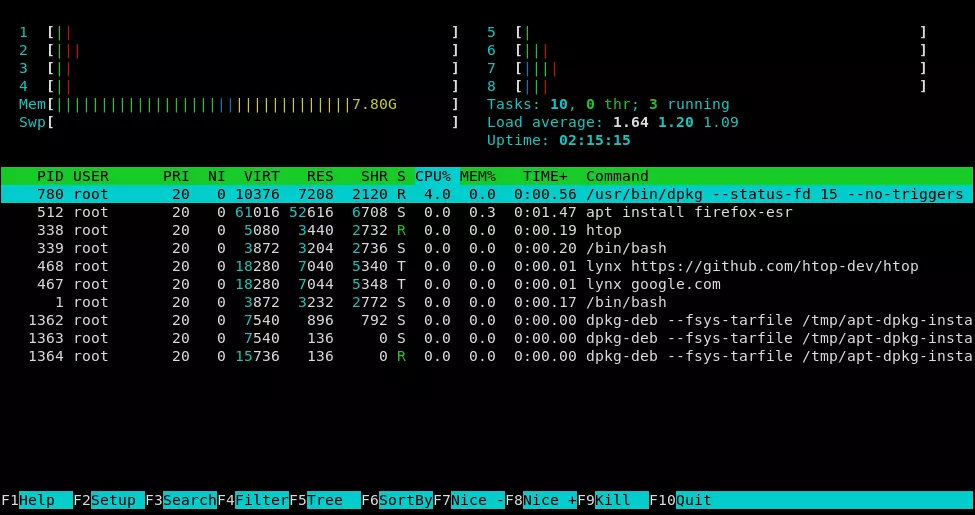 1 [|| ] 5 [| ]
2 [||| ] 6 [||| ]
3 [|| ] 7 [|||| ]
4 [|| ] 8 [||| ]
Mem[|||||||||||||||||||||||||||||||||7.80G ] Tasks: 10, 0 thr; 3 running
Swp[ ] Load average: 1.64 1.20 1.09
Uptime: 02:15:15
PID USER PRI NI VIRT RES SHR S CPU% MEM% TIME+ Command
780 root 20 0 10376 7208 2120 R 4.0 0.0 0:00.56 /usr/bin/dpkg --status-fd 15 --no-triggers
512 root 20 0 61016 52616 6708 S 0.0 0.3 0:01.47 apt install firefox-esr
338 root 20 0 5080 3440 2732 R 0.0 0.0 0:00.19 htop
339 root 20 0 3872 3204 2736 S 0.0 0.0 0:00.20 /bin/bash
468 root 20 0 18280 7040 5340 T 0.0 0.0 0:00.01 lynx https://github.com/htop-dev/htop
467 root 20 0 18280 7044 5348 T 0.0 0.0 0:00.01 lynx google.com
1 root 20 0 3872 3232 2772 S 0.0 0.0 0:00.17 /bin/bash
1362 root 20 0 7540 896 792 S 0.0 0.0 0:00.00 dpkg-deb --fsys-tarfile /tmp/apt-dpkg-insta
1363 root 20 0 7540 136 0 S 0.0 0.0 0:00.00 dpkg-deb --fsys-tarfile /tmp/apt-dpkg-insta
1364 root 20 0 15736 136 0 R 0.0 0.0 0:00.00 dpkg-deb --fsys-tarfile /tmp/apt-dpkg-insta
F1Help F2Setup F3SearchF4FilterF5Tree F6SortByF7Nice -F8Nice +F9Kill F10Quit